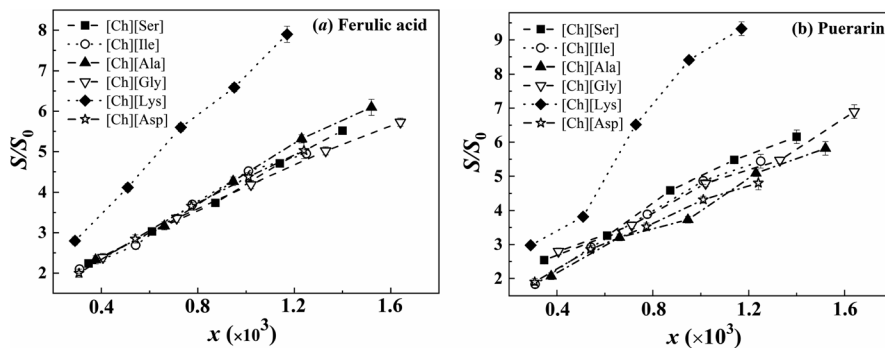 (a) Ferulic acid
[Ch][Ser]
[Ch][Ile]
[Ch][Ala]
[Ch][Gly]
[Ch][Lys]
[Ch][Asp]
8
7
6
5
4
3
2
S/S0
0.4 0.8 1.2 1.6
x (×10³)
(b) Puerarin
[Ch][Ser]
[Ch][Ile]
[Ch][Ala]
[Ch][Gly]
[Ch][Lys]
[Ch][Asp]
9
8
7
6
5
4
3
2
S/S0
0.4 0.8 1.2 1.6
x (×10³)